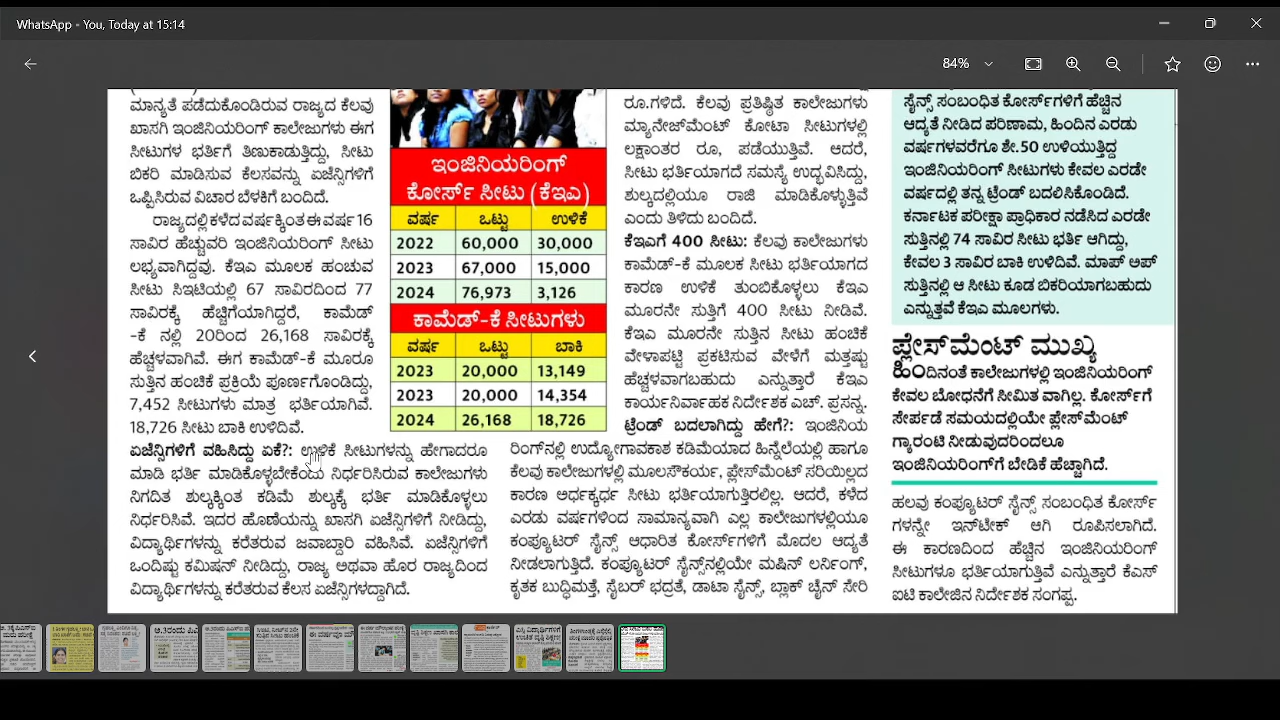 WhatsApp - You, Today at 15:14
84%
ಮಾನ್ಯತೆ ಪಡೆದುಕೊಂಡಿರುವ ರಾಜ್ಯದ ಕೆಲವು
ಖಾಸಗಿ ಇಂಜಿನಿಯರಿಂಗ್ ಕಾಲೇಜುಗಳು ಈಗ
ಸೀಟುಗಳ ಭರ್ತಿಗೆ ತಿಣುಕಾಡುತ್ತಿದ್ದು, ಸೀಟು
ಬಿಕರಿ ಮಾಡಿಸುವ ಕೆಲಸವನ್ನು ಏಜೆನ್ಸಿಗಳಿಗೆ
ಒಪ್ಪಿಸಿರುವ ವಿಚಾರ ಬೆಳಕಿಗೆ ಬಂದಿದೆ.
ರಾಜ್ಯದಲ್ಲಿ ಕಳೆದ ವರ್ಷಕ್ಕಿಂತ ಈ ವರ್ಷ 16
ಸಾವಿರ ಹೆಚ್ಚುವರಿ ಇಂಜಿನಿಯರಿಂಗ್ ಸೀಟು
ಲಭ್ಯವಾಗಿದ್ದವು. ಕೆಇಎ ಮೂಲಕ ಹಂಚುವ
ಸೀಟು ಸಿಇಟಿಯಲ್ಲಿ 67 ಸಾವಿರದಿಂದ 77
ಸಾವಿರಕ್ಕೆ ಹೆಚ್ಚಿಗೆಯಾಗಿದ್ದರೆ, ಕಾಮೆಡ್
-ಕೆ ನಲ್ಲಿ 20ರಿಂದ 26,168 ಸಾವಿರಕ್ಕೆ
ಹೆಚ್ಚಳವಾಗಿವೆ. ಈಗ ಕಾಮೆಡ್-ಕೆ ಮೂರೂ
ಸುತ್ತಿನ ಹಂಚಿಕೆ ಪ್ರಕ್ರಿಯೆ ಪೂರ್ಣಗೊಂಡಿದ್ದು,
7,452 ಸೀಟುಗಳು ಮಾತ್ರ ಭರ್ತಿಯಾಗಿವೆ.
18,726 ಸೀಟು ಬಾಕಿ ಉಳಿದಿವೆ.
ಏಜೆನ್ಸಿಗಳಿಗೆ ವಹಿಸಿದ್ದು ಏಕೆ?: ಉಳಿಕೆ ಸೀಟುಗಳನ್ನು ಹೇಗಾದರೂ
ಮಾಡಿ ಭರ್ತಿ ಮಾಡಿಕೊಳ್ಳಬೇಕೆಂದು ನಿರ್ಧರಿಸಿರುವ ಕಾಲೇಜುಗಳು
ನಿಗದಿತ ಶುಲ್ಕಕ್ಕಿಂತ ಕಡಿಮೆ ಶುಲ್ಕಕ್ಕೆ ಭರ್ತಿ ಮಾಡಿಕೊಳ್ಳಲು
ನಿರ್ಧರಿಸಿವೆ. ಇದರ ಹೊಣೆಯನ್ನು ಖಾಸಗಿ ಏಜೆನ್ಸಿಗಳಿಗೆ ನೀಡಿದ್ದು,
ವಿದ್ಯಾರ್ಥಿಗಳನ್ನು ಕರೆತರುವ ಜವಾಬ್ದಾರಿ ವಹಿಸಿವೆ. ಏಜೆನ್ಸಿಗಳಿಗೆ
ಒಂದಿಷ್ಟು ಕಮಿಷನ್ ನೀಡಿದ್ದು, ರಾಜ್ಯ ಅಥವಾ ಹೊರ ರಾಜ್ಯದಿಂದ
ವಿದ್ಯಾರ್ಥಿಗಳನ್ನು ಕರೆತರುವ ಕೆಲಸ ಏಜೆನ್ಸಿಗಳದ್ದಾಗಿದೆ.
ಇಂಜಿನಿಯರಿಂಗ್
ಕೋರ್ಸ್ ಸೀಟು (ಕೆಇಎ)
ವರ್ಷ ಒಟ್ಟು ಉಳಿಕೆ
2022 60,000 30,000
2023 67,000 15,000
2024 76,973 3,126
ಕಾಮೆಡ್-ಕೆ ಸೀಟುಗಳು
ವರ್ಷ ಒಟ್ಟು ಬಾಕಿ
2023 20,000 13,149
2023 20,000 14,354
2024 26,168 18,726
ರೂ.ಗಳಿದೆ. ಕೆಲವು ಪ್ರತಿಷ್ಠಿತ ಕಾಲೇಜುಗಳು
ಮ್ಯಾನೇಜ್‌ಮೆಂಟ್ ಕೋಟಾ ಸೀಟುಗಳಲ್ಲಿ
ಲಕ್ಷಾಂತರ ರೂ, ಪಡೆಯುತ್ತಿವೆ. ಆದರೆ,
ಸೀಟು ಭರ್ತಿಯಾಗದೆ ಸಮಸ್ಯೆ ಉದ್ಭವಿಸಿದ್ದು,
ಶುಲ್ಕದಲ್ಲಿಯೂ ರಾಜಿ ಮಾಡಿಕೊಳ್ಳುತ್ತಿವೆ
ಎಂದು ತಿಳಿದು ಬಂದಿದೆ.
ಕೆಇಎಗೆ 400 ಸೀಟು: ಕೆಲವು ಕಾಲೇಜುಗಳು
ಕಾಮೆಡ್-ಕೆ ಮೂಲಕ ಸೀಟು ಭರ್ತಿಯಾಗದ
ಕಾರಣ ಉಳಿಕೆ ತುಂಬಿಕೊಳ್ಳಲು ಕೆಇಎ
ಮೂರನೇ ಸುತ್ತಿಗೆ 400 ಸೀಟು ನೀಡಿವೆ.
ಕೆಇಎ ಮೂರನೇ ಸುತ್ತಿನ ಸೀಟು ಹಂಚಿಕೆ
ವೇಳಾಪಟ್ಟಿ ಪ್ರಕಟಿಸುವ ವೇಳೆಗೆ ಮತ್ತಷ್ಟು
ಹೆಚ್ಚಳವಾಗಬಹುದು ಎನ್ನುತ್ತಾರೆ ಕೆಇಎ
ಕಾರ್ಯನಿರ್ವಾಹಕ ನಿರ್ದೇಶಕ ಎಚ್. ಪ್ರಸನ್ನ.
ಟ್ರೆಂಡ್ ಬದಲಾಗಿದ್ದು ಹೇಗೆ?: ಇಂಜಿನಿಯ
ರಿಂಗ್‌ನಲ್ಲಿ ಉದ್ಯೋಗಾವಕಾಶ ಕಡಿಮೆಯಾದ ಹಿನ್ನೆಲೆಯಲ್ಲಿ ಹಾಗೂ
ಕೆಲವು ಕಾಲೇಜುಗಳಲ್ಲಿ ಮೂಲಸೌಕರ್ಯ, ಪ್ಲೇಸ್‌ಮೆಂಟ್ ಸರಿಯಿಲ್ಲದ
ಕಾರಣ ಅರ್ಧಕ್ಕರ್ಧ ಸೀಟು ಭರ್ತಿಯಾಗುತ್ತಿರಲಿಲ್ಲ. ಆದರೆ, ಕಳೆದ
ಎರಡು ವರ್ಷಗಳಿಂದ ಸಾಮಾನ್ಯವಾಗಿ ಎಲ್ಲ ಕಾಲೇಜುಗಳಲ್ಲಿಯೂ
ಕಂಪ್ಯೂಟರ್ ಸೈನ್ಸ್ ಆಧಾರಿತ ಕೋರ್ಸ್‌ಗಳಿಗೆ ಮೊದಲ ಆದ್ಯತೆ
ನೀಡಲಾಗುತ್ತಿದೆ. ಕಂಪ್ಯೂಟರ್ ಸೈನ್ಸ್‌ನಲ್ಲಿಯೇ ಮಷಿನ್ ಲರ್ನಿಂಗ್,
ಕೃತಕ ಬುದ್ಧಿಮತ್ತೆ, ಸೈಬರ್ ಭದ್ರತೆ, ಡಾಟಾ ಸೈನ್ಸ್, ಬ್ಲಾಕ್ ಚೈನ್ ಸೇರಿ
ಸೈನ್ಸ್ ಸಂಬಂಧಿತ ಕೋರ್ಸ್‌ಗಳಿಗೆ ಹೆಚ್ಚಿನ
ಆದ್ಯತೆ ನೀಡಿದ ಪರಿಣಾಮ, ಹಿಂದಿನ ಎರಡು
ವರ್ಷಗಳವರೆಗೂ ಶೇ.50 ಉಳಿಯುತ್ತಿದ್ದ
ಇಂಜಿನಿಯರಿಂಗ್ ಸೀಟುಗಳು ಕೇವಲ ಎರಡೇ
ವರ್ಷದಲ್ಲಿ ತನ್ನ ಟ್ರೆಂಡ್ ಬದಲಿಸಿಕೊಂಡಿದೆ.
ಕರ್ನಾಟಕ ಪರೀಕ್ಷಾ ಪ್ರಾಧಿಕಾರ ನಡೆಸಿದ ಎರಡೇ
ಸುತ್ತಿನಲ್ಲಿ 74 ಸಾವಿರ ಸೀಟು ಭರ್ತಿ ಆಗಿದ್ದು,
ಕೇವಲ 3 ಸಾವಿರ ಬಾಕಿ ಉಳಿದಿವೆ. ಮಾಪ್ ಅಪ್
ಸುತ್ತಿನಲ್ಲಿ ಆ ಸೀಟು ಕೂಡ ಬಿಕರಿಯಾಗಬಹುದು
ಎನ್ನುತ್ತವೆ ಕೆಇಎ ಮೂಲಗಳು.
ಪ್ಲೇಸ್‌ಮೆಂಟ್ ಮುಖ್ಯ
ಹಿಂದಿನಂತೆ ಕಾಲೇಜುಗಳಲ್ಲಿ ಇಂಜಿನಿಯರಿಂಗ್
ಕೇವಲ ಬೋಧನೆಗೆ ಸೀಮಿತ ವಾಗಿಲ್ಲ. ಕೋರ್ಸ್‌ಗೆ
ಸೇರ್ಪಡೆ ಸಮಯದಲ್ಲಿಯೇ ಪ್ಲೇಸ್‌ಮೆಂಟ್
ಗ್ಯಾರಂಟಿ ನೀಡುವುದರಿಂದಲೂ
ಇಂಜಿನಿಯರಿಂಗ್‌ಗೆ ಬೇಡಿಕೆ ಹೆಚ್ಚಾಗಿದೆ.
ಹಲವು ಕಂಪ್ಯೂಟರ್ ಸೈನ್ಸ್ ಸಂಬಂಧಿತ ಕೋರ್ಸ್
ಗಳನ್ನೇ ಇನ್‌ಟೇಕ್ ಆಗಿ ರೂಪಿಸಲಾಗಿದೆ.
ಈ ಕಾರಣದಿಂದ ಹೆಚ್ಚಿನ ಇಂಜಿನಿಯರಿಂಗ್
ಸೀಟುಗಳೂ ಭರ್ತಿಯಾಗುತ್ತಿವೆ ಎನ್ನುತ್ತಾರೆ ಕೆಎಸ್
ಐಟಿ ಕಾಲೇಜಿನ ನಿರ್ದೇಶಕ ಸಂಗಪ್ಪ.